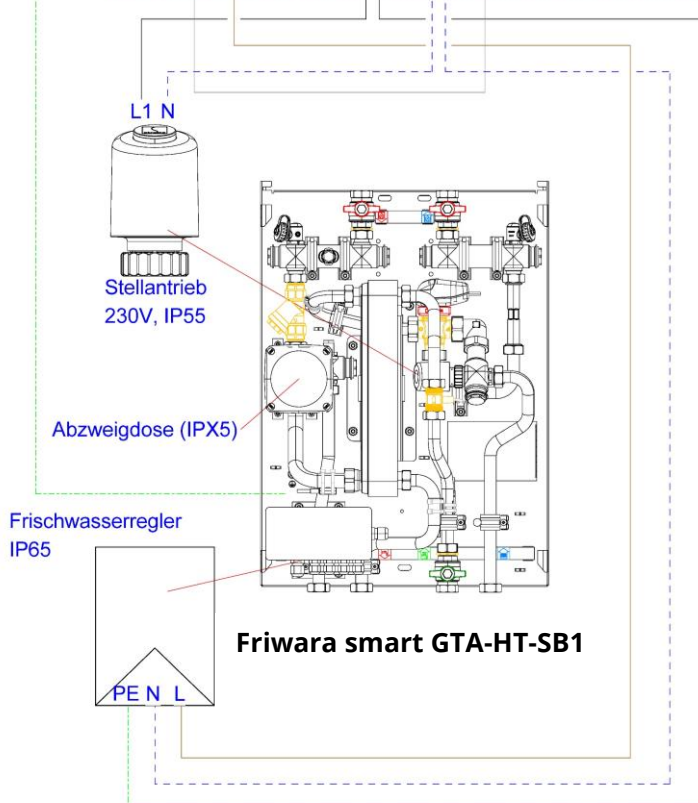 L1 N
Stellantrieb
230V, IP55
Abzweigdose (IPX5)
Frischwasserregler
IP65
Friwara smart GTA-HT-SB1
PE N L